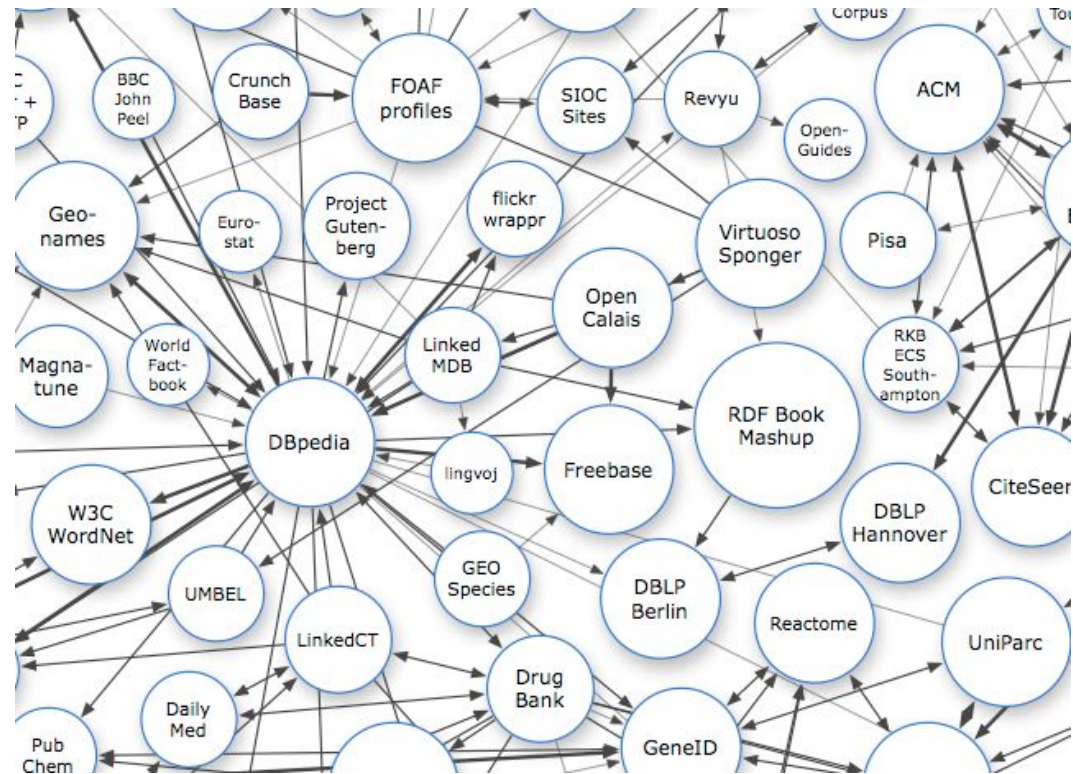 Corpus
Tou
C
+
P
BBC
John
Peel
Crunch
Base
FOAF
profiles
SIOC
Sites
Revyu
Open-
Guides
ACM
Geo-
names
Euro-
stat
Project
Guten-
berg
flickr
wrappr
Virtuoso
Sponger
Pisa
Open
Calais
Magna-
tune
World
Fact-
book
Linked
MDB
RKB
ECS
South-
ampton
RDF Book
Mashup
DBpedia
lingvoj
Freebase
W3C
WordNet
DBLP
Hannover
CiteSeer
UMBEL
GEO
Species
DBLP
Berlin
Reactome
UniParc
LinkedCT
Drug
Bank
Daily
Med
GeneID
Pub
Chem